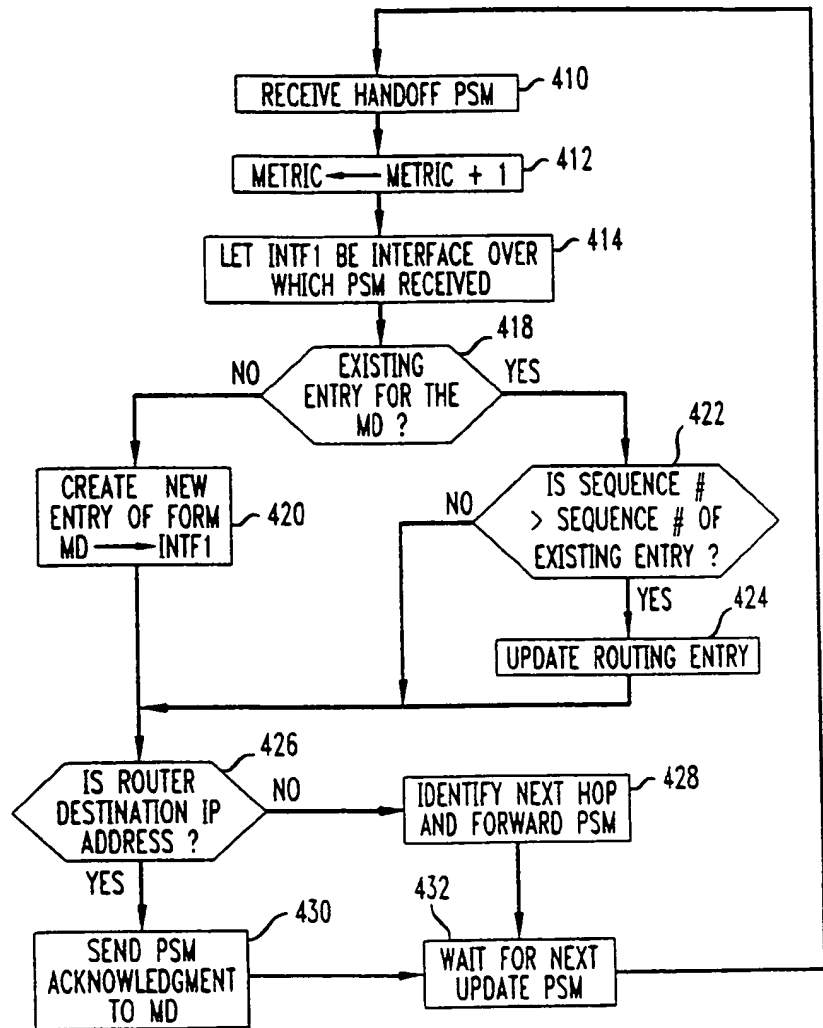 RECEIVE HANDOFF PSM
410
METRIC ← METRIC + 1
412
LET INTF1 BE INTERFACE OVER
WHICH PSM RECEIVED
414
EXISTING
ENTRY FOR THE
MD ?
418
NO
YES
CREATE NEW
ENTRY OF FORM
MD → INTF1
420
IS SEQUENCE #
> SEQUENCE # OF
EXISTING ENTRY ?
422
NO
YES
UPDATE ROUTING ENTRY
424
IS ROUTER
DESTINATION IP
ADDRESS ?
426
NO
YES
IDENTIFY NEXT HOP
AND FORWARD PSM
428
SEND PSM
ACKNOWLEDGMENT
TO MD
430
WAIT FOR NEXT
UPDATE PSM
432